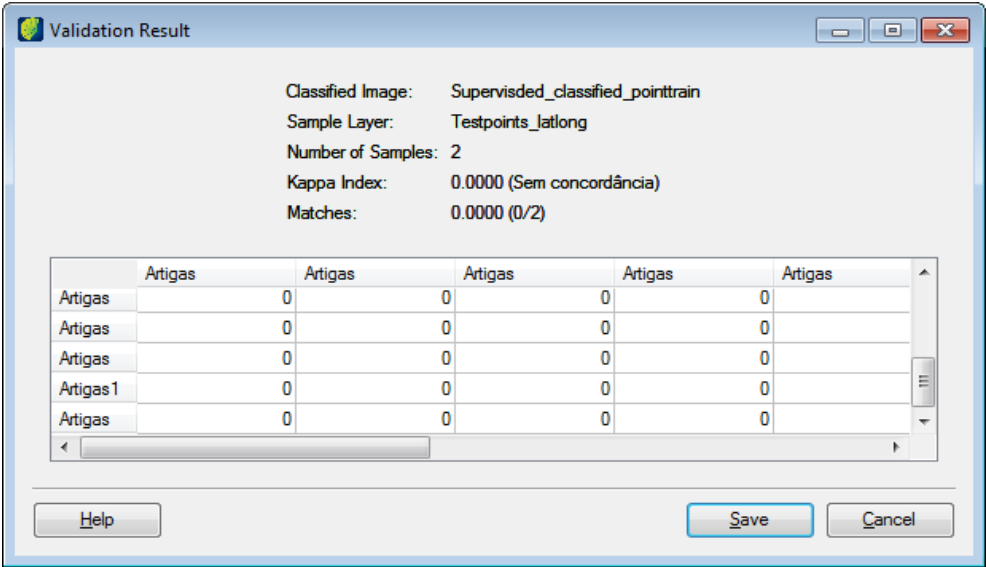 Validation Result
Classified Image: Supervisded_classified_pointtrain
Sample Layer: Testpoints_latlong
Number of Samples: 2
Kappa Index: 0.0000 (Sem concordância)
Matches: 0.0000 (0/2)
Artigas Artigas Artigas Artigas Artigas
Artigas 0 0 0 0
Artigas 0 0 0 0
Artigas 0 0 0 0
Artigas1 0 0 0 0
Artigas 0 0 0 0
Help Save Cancel